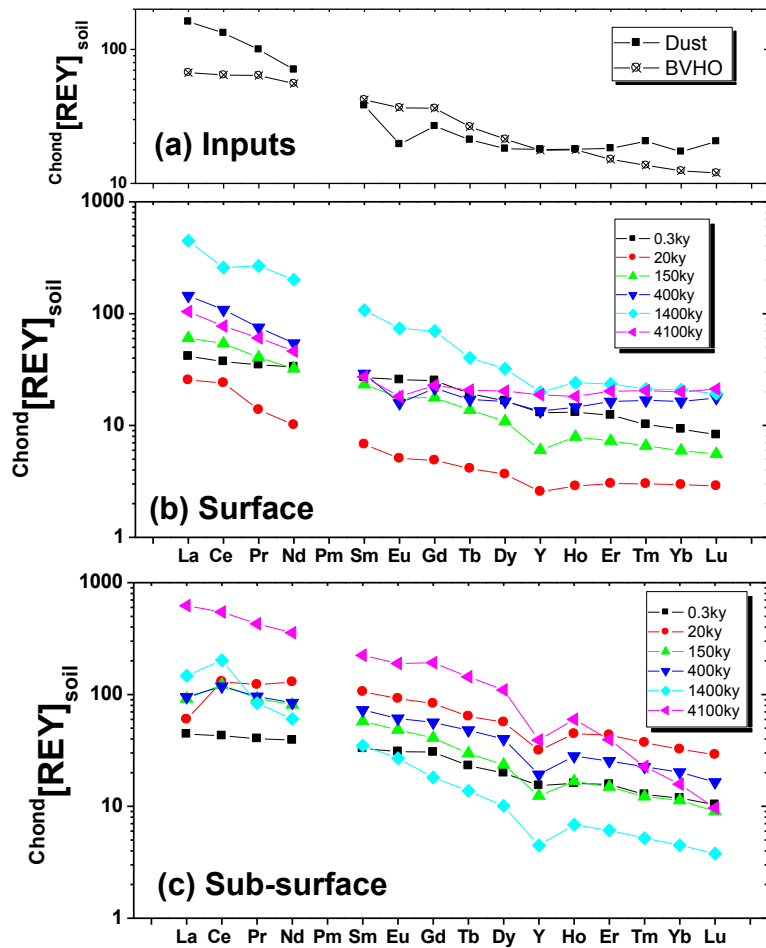 Chond[REY]soil
100
10
Dust
BVHO
(a) Inputs
Chond[REY]soil
1000
100
10
1
0.3ky
20ky
150ky
400ky
1400ky
4100ky
(b) Surface
La Ce Pr Nd Pm Sm Eu Gd Tb Dy Y Ho Er Tm Yb Lu
Chond[REY]soil
1000
100
10
1
0.3ky
20ky
150ky
400ky
1400ky
4100ky
(c) Sub-surface
La Ce Pr Nd Pm Sm Eu Gd Tb Dy Y Ho Er Tm Yb Lu